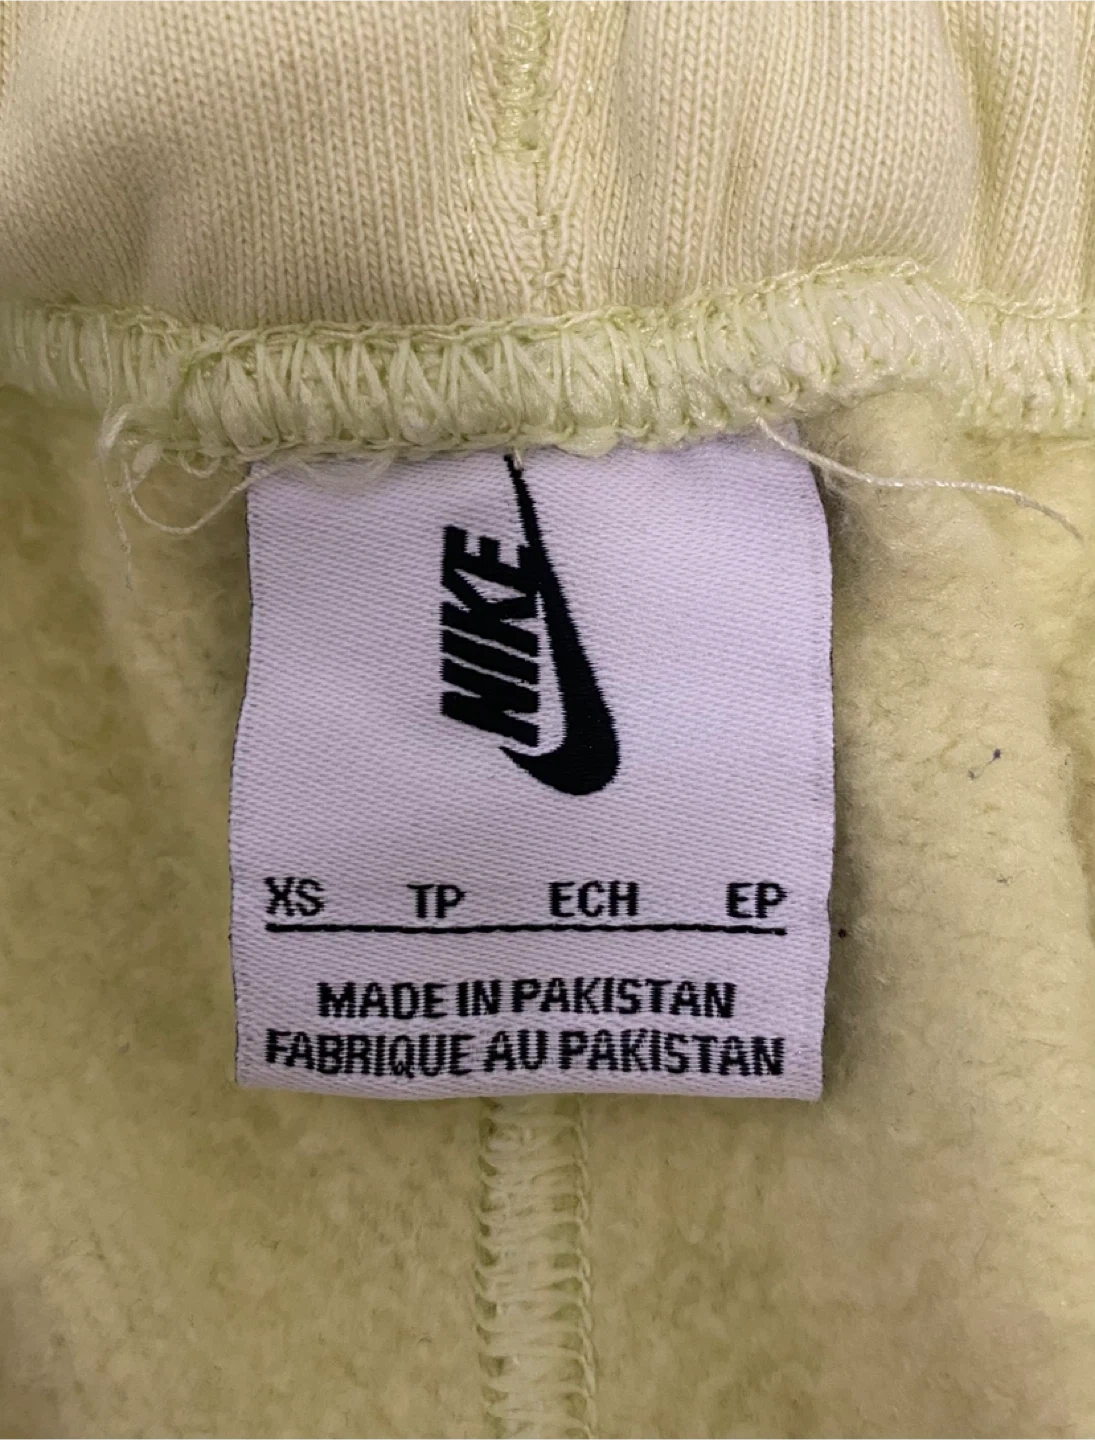 NIKE
XS TP ECH EP
MADE IN PAKISTAN
FABRIQUE AU PAKISTAN